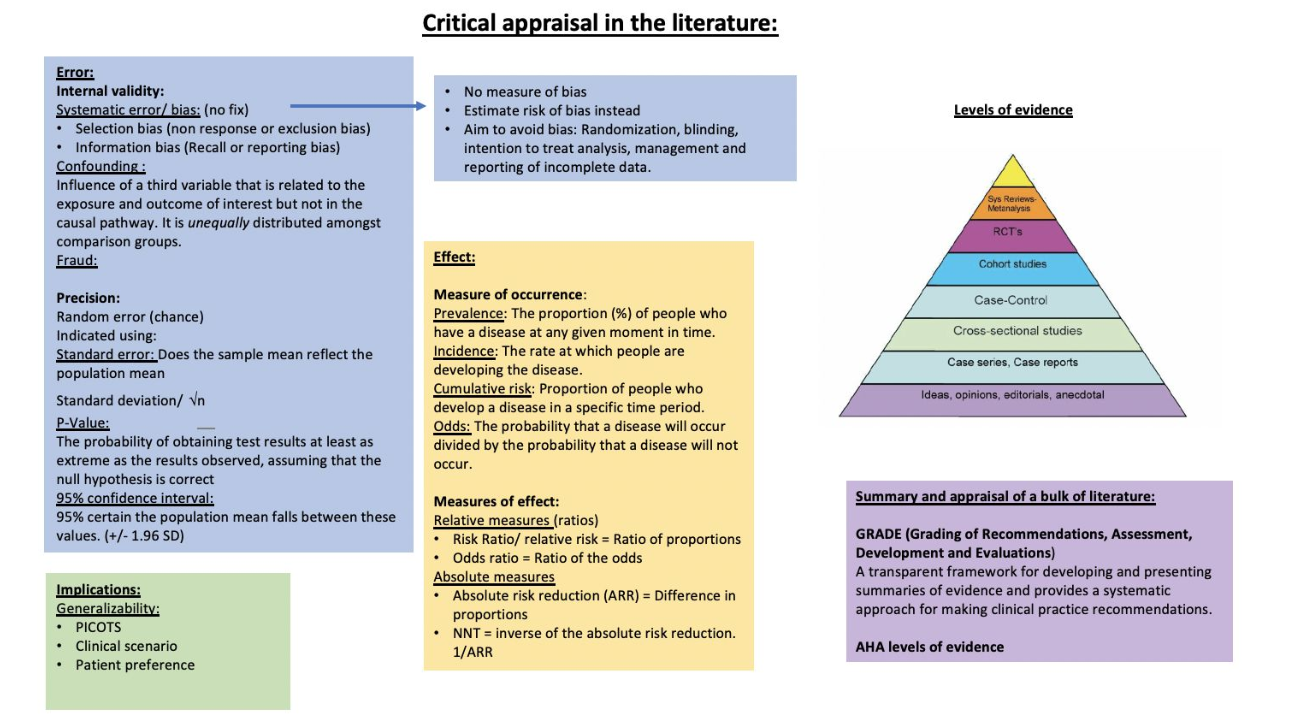 Critical appraisal in the literature:
Error:
Internal validity:
Systematic error/ bias: (no fix)
• Selection bias (non response or exclusion bias)
• Information bias (Recall or reporting bias)
Confounding :
Influence of a third variable that is related to the
exposure and outcome of interest but not in the
causal pathway. It is unequally distributed amongst
comparison groups.
Fraud:
Precision:
Random error (chance)
Indicated using:
Standard error: Does the sample mean reflect the
population mean
Standard deviation/ √n
P-Value:
The probability of obtaining test results at least as
extreme as the results observed, assuming that the
null hypothesis is correct
95% confidence interval:
95% certain the population mean falls between these
values. (+/- 1.96 SD)
Implications:
Generalizability:
• PICOTS
• Clinical scenario
• Patient preference
• No measure of bias
• Estimate risk of bias instead
• Aim to avoid bias: Randomization, blinding,
intention to treat analysis, management and
reporting of incomplete data.
Effect:
Measure of occurrence:
Prevalence: The proportion (%) of people who
have a disease at any given moment in time.
Incidence: The rate at which people are
developing the disease.
Cumulative risk: Proportion of people who
develop a disease in a specific time period.
Odds: The probability that a disease will occur
divided by the probability that a disease will not
occur.
Measures of effect:
Relative measures (ratios)
• Risk Ratio/ relative risk = Ratio of proportions
• Odds ratio = Ratio of the odds
Absolute measures
• Absolute risk reduction (ARR) = Difference in
proportions
• NNT = inverse of the absolute risk reduction.
1/ARR
Levels of evidence
Sys Reviews-
Metanalysis
RCT's
Cohort studies
Case-Control
Cross-sectional studies
Case series, Case reports
Ideas, opinions, editorials, anecdotal
Summary and appraisal of a bulk of literature:
GRADE (Grading of Recommendations, Assessment,
Development and Evaluations)
A transparent framework for developing and presenting
summaries of evidence and provides a systematic
approach for making clinical practice recommendations.
AHA levels of evidence